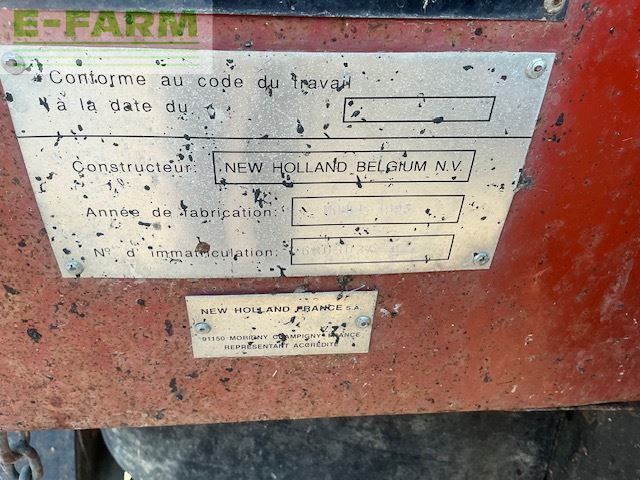 E-FARM
Conforme au code du travail
à la date du
Constructeur: NEW HOLLAND BELGIUM N.V.
Année de fabrication:
N° d' immatriculation:
NEW HOLLAND FRANCE S.A.
91150 MORIGNY CHAMPIGNY FRANCE
REPRESENTANT ACCREDITE